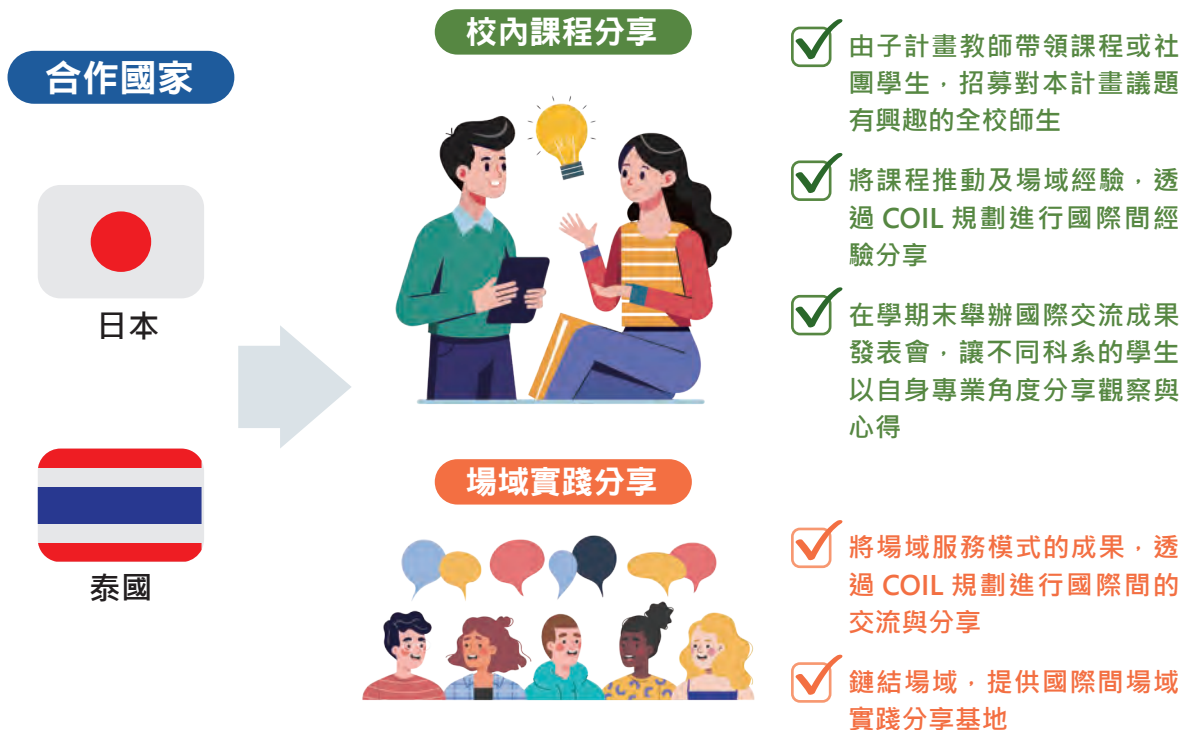 合作國家
日本
泰國
校內課程分享
由子計畫教師帶領課程或社
團學生，招募對本計畫議題
有興趣的全校師生
將課程推動及場域經驗，透
過 COIL 規劃進行國際間經
驗分享
在學期末舉辦國際交流成果
發表會，讓不同科系的學生
以自身專業角度分享觀察與
心得
場域實踐分享
將場域服務模式的成果，透
過 COIL 規劃進行國際間的
交流與分享
鏈結場域，提供國際間場域
實踐分享基地